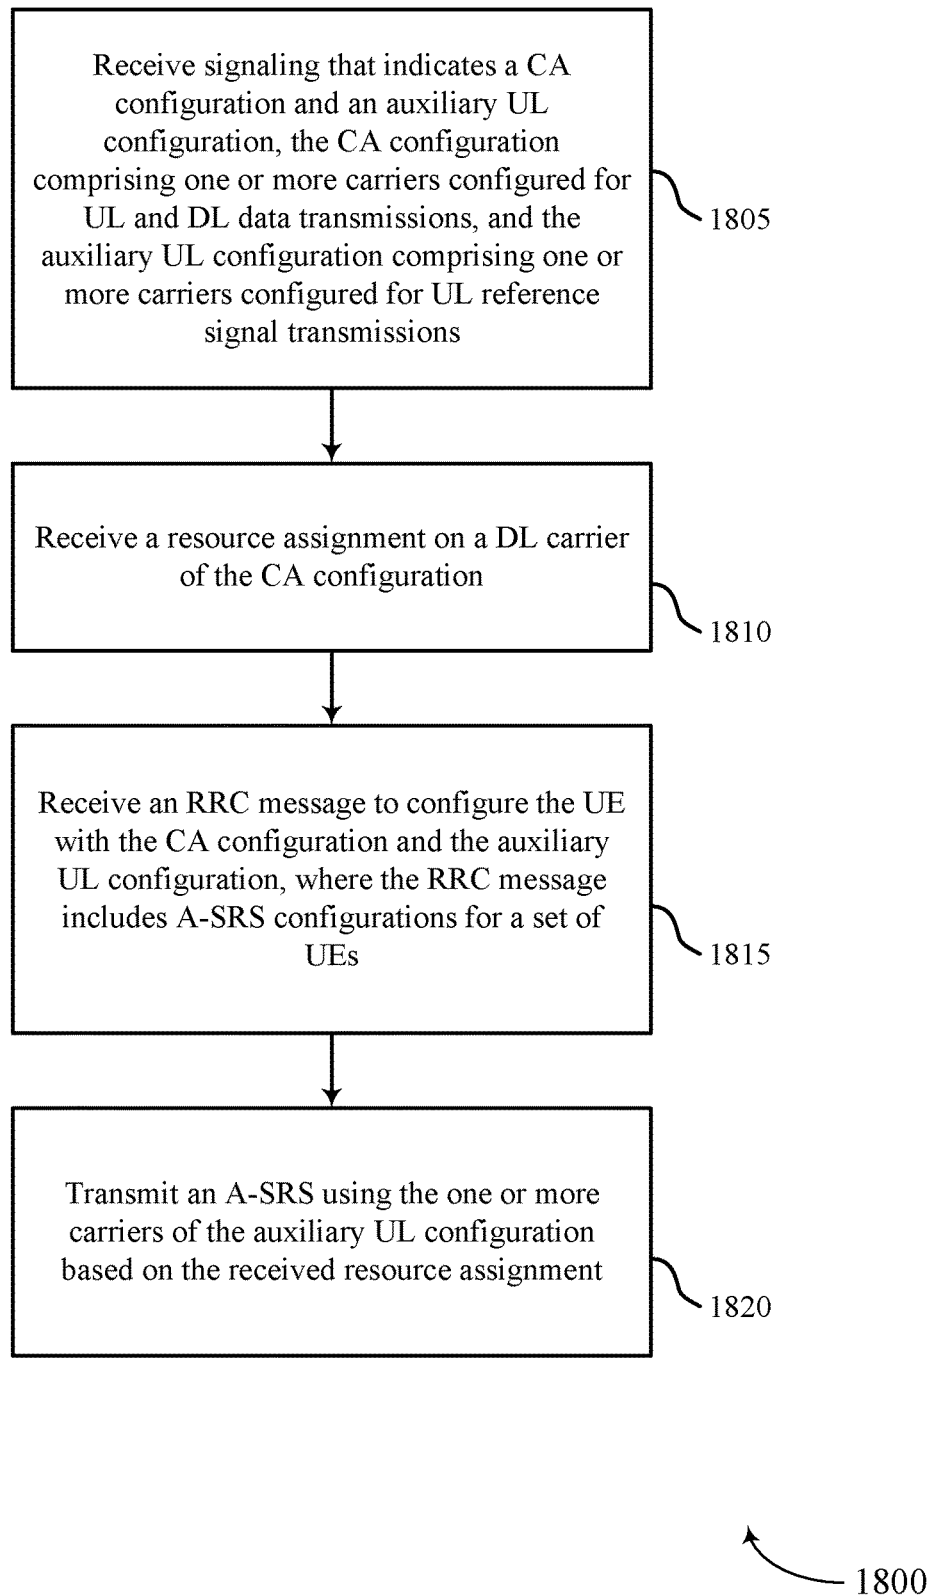 Receive signaling that indicates a CA
configuration and an auxiliary UL
configuration, the CA configuration
comprising one or more carriers configured for
UL and DL data transmissions, and the
auxiliary UL configuration comprising one or
more carriers configured for UL reference
signal transmissions
1805
Receive a resource assignment on a DL carrier
of the CA configuration
1810
Receive an RRC message to configure the UE
with the CA configuration and the auxiliary
UL configuration, where the RRC message
includes A-SRS configurations for a set of
UEs
1815
Transmit an A-SRS using the one or more
carriers of the auxiliary UL configuration
based on the received resource assignment
1820
1800